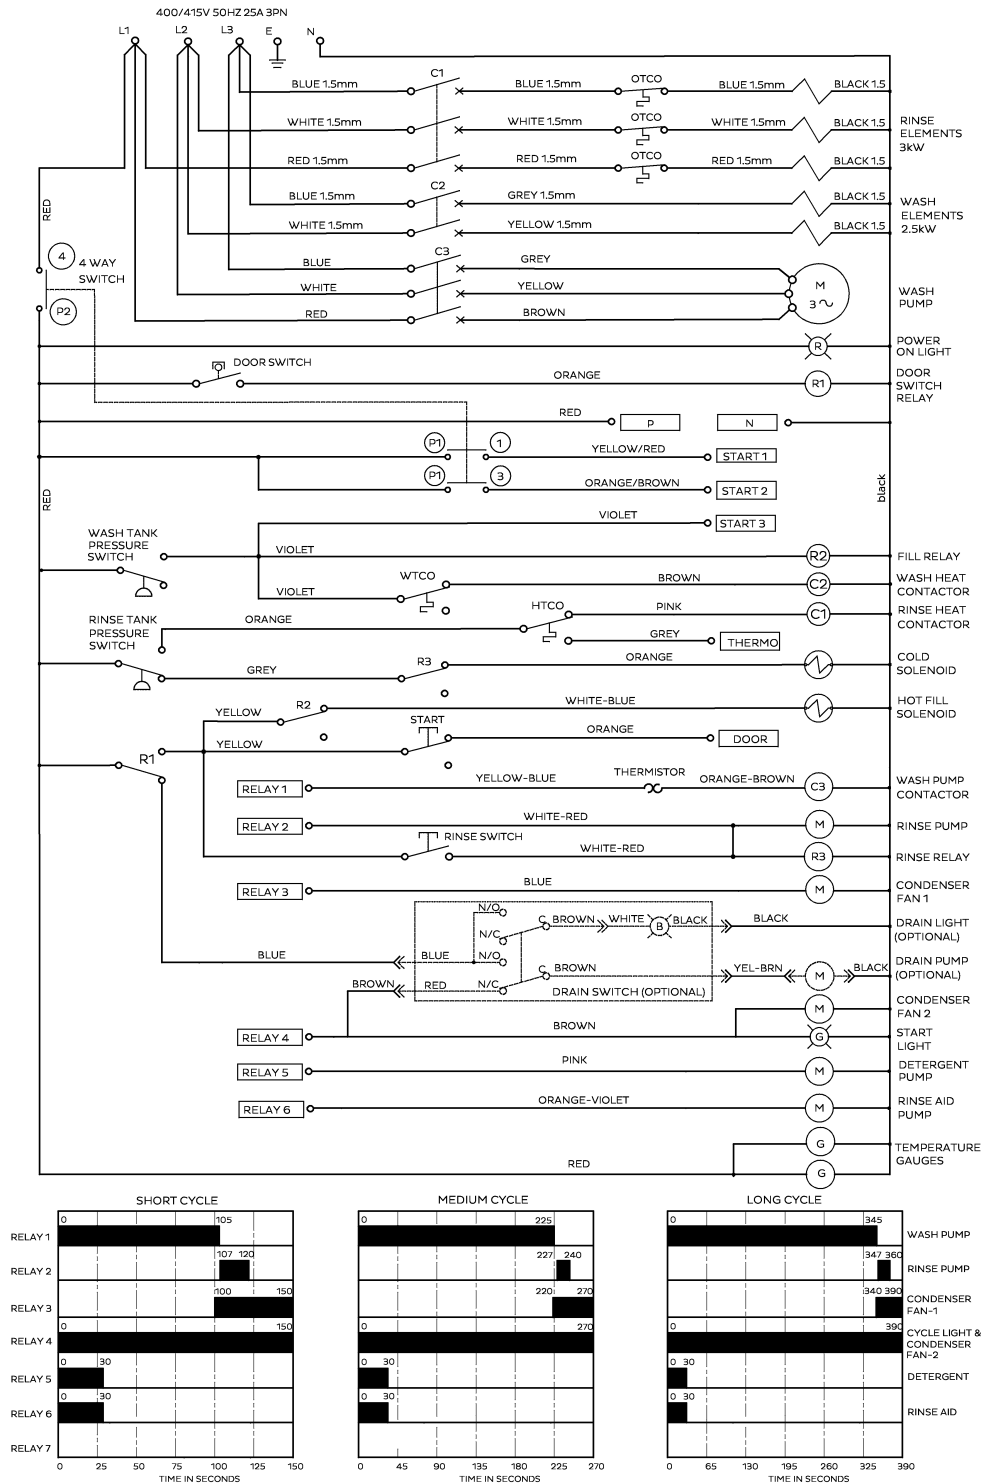 400/415V 50HZ 25A 3PN
L1 L2 L3 E N
BLUE 1.5mm C1 BLUE 1.5mm OTCO BLACK 1.5
WHITE 1.5mm WHITE 1.5mm OTCO WHITE 1.5mm BLACK 1.5
RINSE
ELEMENTS
3kW
RED 1.5mm RED 1.5mm OTCO RED 1.5mm BLACK 1.5
BLUE 1.5mm C2 GREY 1.5mm BLACK 1.5
WHITE 1.5mm YELLOW 1.5mm BLACK 1.5
WASH
ELEMENTS
2.5kW
RED
4
4 WAY
SWITCH
P2
BLUE C3 GREY
WHITE YELLOW
RED BROWN
M
3~
WASH
PUMP
R
POWER
ON LIGHT
DOOR SWITCH ORANGE R1
DOOR
SWITCH
RELAY
RED P N
P1 1 YELLOW/RED START 1
P1 3 ORANGE/BROWN START 2
RED
black
VIOLET START 3
WASH TANK
PRESSURE
SWITCH
VIOLET R2 FILL RELAY
VIOLET WTCO BROWN C2
WASH HEAT
CONTACTOR
RINSE TANK
PRESSURE
SWITCH
ORANGE HTCO PINK C1
RINSE HEAT
CONTACTOR
GREY THERMO
GREY R3 ORANGE
COLD
SOLENOID
YELLOW R2 WHITE-BLUE
HOT FILL
SOLENOID
R1 YELLOW START ORANGE DOOR
RELAY 1 YELLOW-BLUE THERMISTOR ORANGE-BROWN C3
WASH PUMP
CONTACTOR
RELAY 2 WHITE-RED M RINSE PUMP
RINSE SWITCH WHITE-RED R3 RINSE RELAY
RELAY 3 BLUE M
CONDENSER
FAN 1
N/O
N/C C BROWN WHITE B BLACK BLACK
DRAIN LIGHT
(OPTIONAL)
BLUE BLUE N/O
BROWN RED N/C C BROWN YEL-BRN M BLACK
DRAIN PUMP
(OPTIONAL)
DRAIN SWITCH (OPTIONAL)
M
CONDENSER
FAN 2
RELAY 4 BROWN G
START
LIGHT
RELAY 5 PINK M
DETERGENT
PUMP
RELAY 6 ORANGE-VIOLET M
RINSE AID
PUMP
G
RED G
TEMPERATURE
GAUGES
SHORT CYCLE MEDIUM CYCLE LONG CYCLE
RELAY 1 0 105 0 225 0 345 WASH PUMP
RELAY 2 107 120 227 240 347 360 RINSE PUMP
RELAY 3 100 150 220 270 340 390
CONDENSER
FAN-1
RELAY 4 0 150 0 270 0 390
CYCLE LIGHT &
CONDENSER
FAN-2
RELAY 5 0 30 0 30 0 30 DETERGENT
RELAY 6 0 30 0 30 0 30 RINSE AID
RELAY 7
0 25 50 75 100 125 150 0 45 90 135 180 225 270 0 65 130 195 260 325 390
TIME IN SECONDS TIME IN SECONDS TIME IN SECONDS